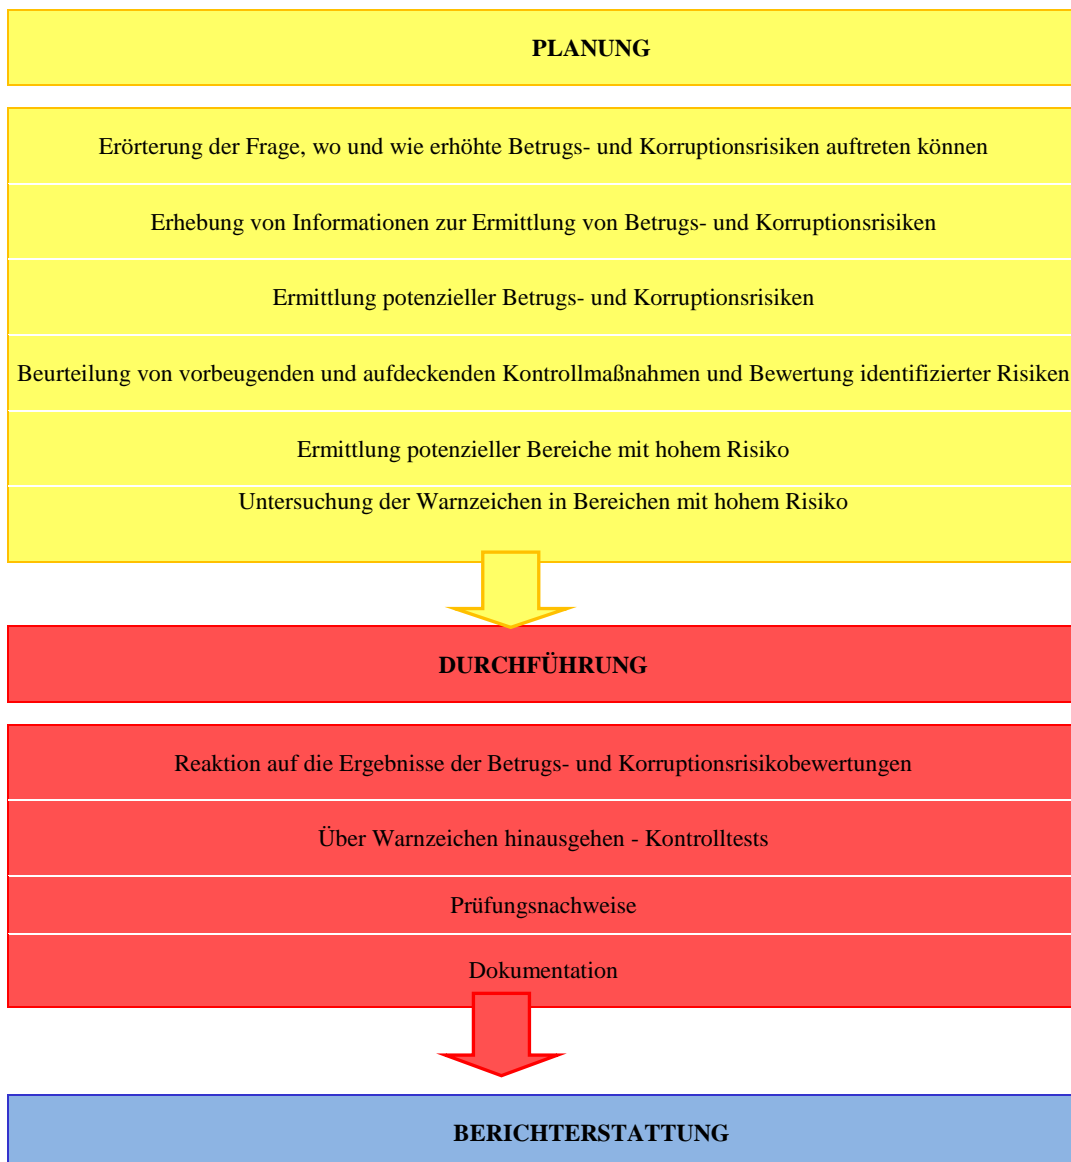 PLANUNG
Erörterung der Frage, wo und wie erhöhte Betrugs- und Korruptionsrisiken auftreten können
Erhebung von Informationen zur Ermittlung von Betrugs- und Korruptionsrisiken
Ermittlung potenzieller Betrugs- und Korruptionsrisiken
Beurteilung von vorbeugenden und aufdeckenden Kontrollmaßnahmen und Bewertung identifizierter Risiken
Ermittlung potenzieller Bereiche mit hohem Risiko
Untersuchung der Warnzeichen in Bereichen mit hohem Risiko
DURCHFÜHRUNG
Reaktion auf die Ergebnisse der Betrugs- und Korruptionsrisikobewertungen
Über Warnzeichen hinausgehen - Kontrolltests
Prüfungsnachweise
Dokumentation
BERICHTERSTATTUNG